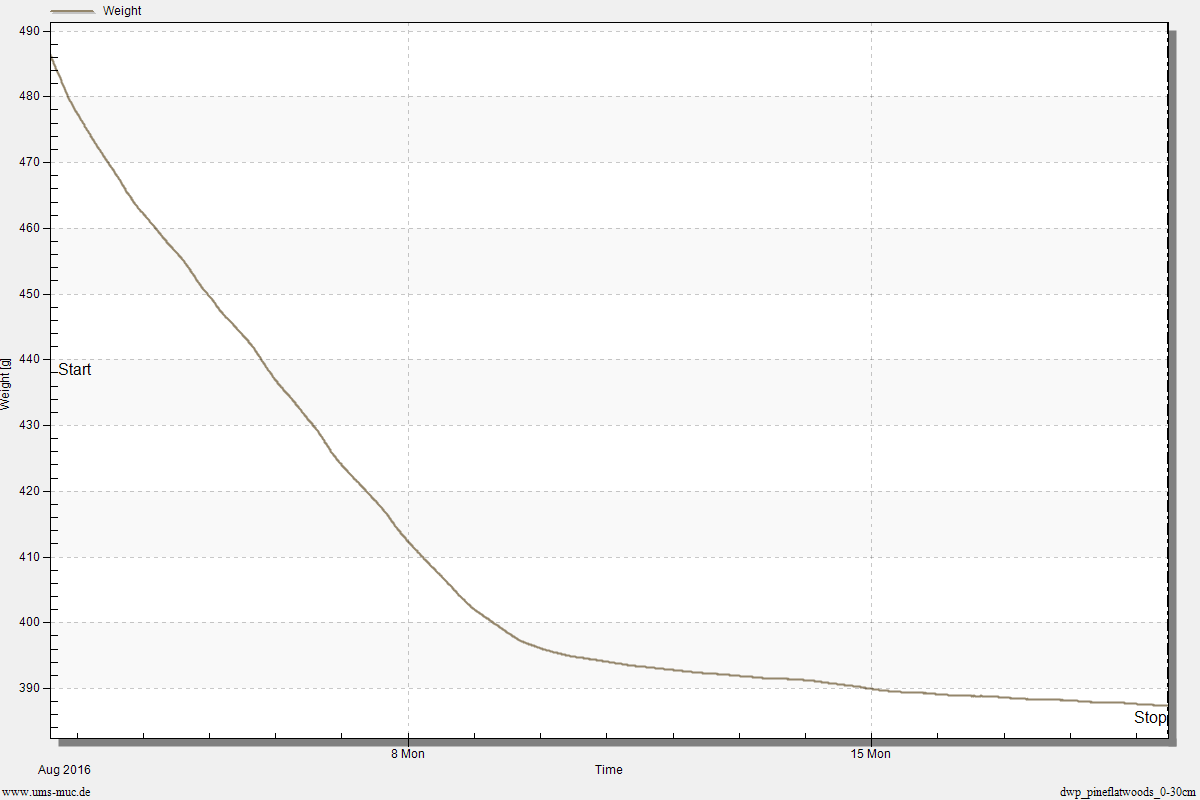 Weight
490
480
470
460
450
440
430
420
410
400
390
Weight [g]
Start
Stop
8 Mon
15 Mon
Aug 2016
Time
www.ums-muc.de
dwp_pineflatwoods_0-30cm